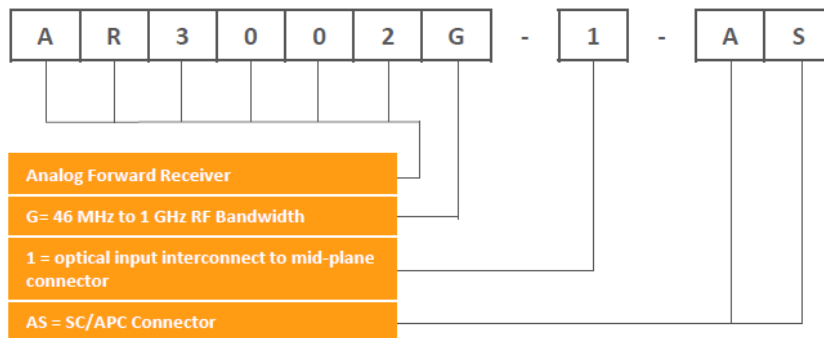 A R 3 0 0 2 G - 1 - A S
Analog Forward Receiver
G= 46 MHz to 1 GHz RF Bandwidth
1 = optical input interconnect to mid-plane
connector
AS = SC/APC Connector